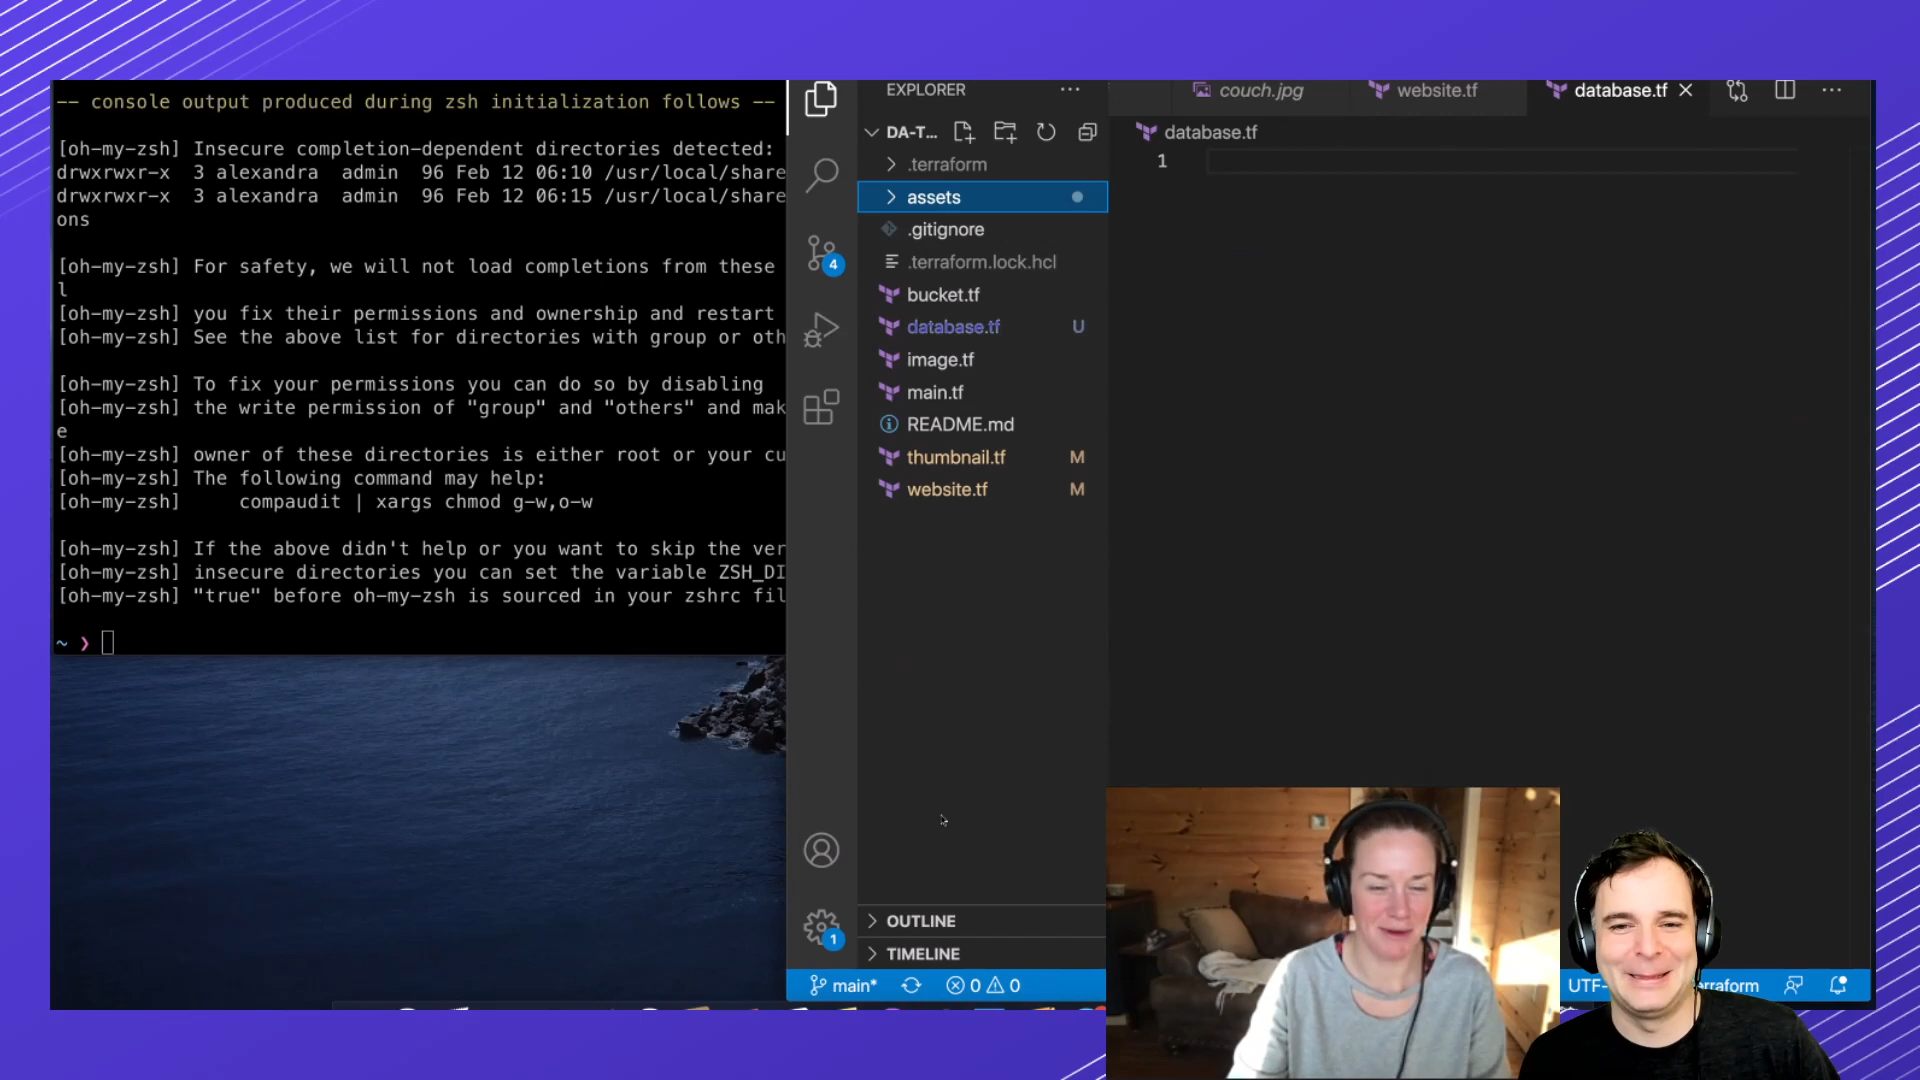 -- console output produced during zsh initialization follows --
[oh-my-zsh] Insecure completion-dependent directories detected:
drwxrwxr-x 3 alexandra admin 96 Feb 12 06:10 /usr/local/share
drwxrwxr-x 3 alexandra admin 96 Feb 12 06:15 /usr/local/share
ons
[oh-my-zsh] For safety, we will not load completions from these
l
[oh-my-zsh] you fix their permissions and ownership and restart
[oh-my-zsh] See the above list for directories with group or oth
[oh-my-zsh] To fix your permissions you can do so by disabling
[oh-my-zsh] the write permission of "group" and "others" and mak
e
[oh-my-zsh] owner of these directories is either root or your cu
[oh-my-zsh] The following command may help:
[oh-my-zsh] compaudit | xargs chmod g-w,o-w
[oh-my-zsh] If the above didn't help or you want to skip the ver
[oh-my-zsh] insecure directories you can set the variable ZSH_DI
[oh-my-zsh] "true" before oh-my-zsh is sourced in your zshrc fil
~ ❯
EXPLORER
DA-T...
.terraform
assets
.gitignore
.terraform.lock.hcl
bucket.tf
database.tf U
image.tf
main.tf
README.md
thumbnail.tf M
website.tf M
4
1
OUTLINE
TIMELINE
main*
0 0
couch.jpg
website.tf
database.tf
database.tf
1
UTF-
rraform